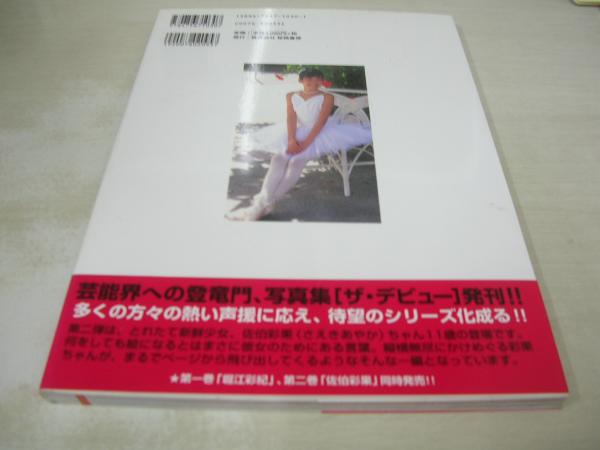 芸能界への登竜門、写真集[ザ・デビュー]発刊!!
多くの方々の熱い声援に応え、待望のシリーズ化成る!!
第二弾は、とれたて新鮮少女、佐伯彩果(さえきあやか)ちゃん11歳の登場です。
何をしても絵になるとはまさに彼女のためにある言葉。縦横無尽にかけめぐる彩果
ちゃんが、まるでページから飛び出してくるようなそんな一冊となっています。
★第一巻「堀江彩紀」、第二巻「佐伯彩果」同時発売!!